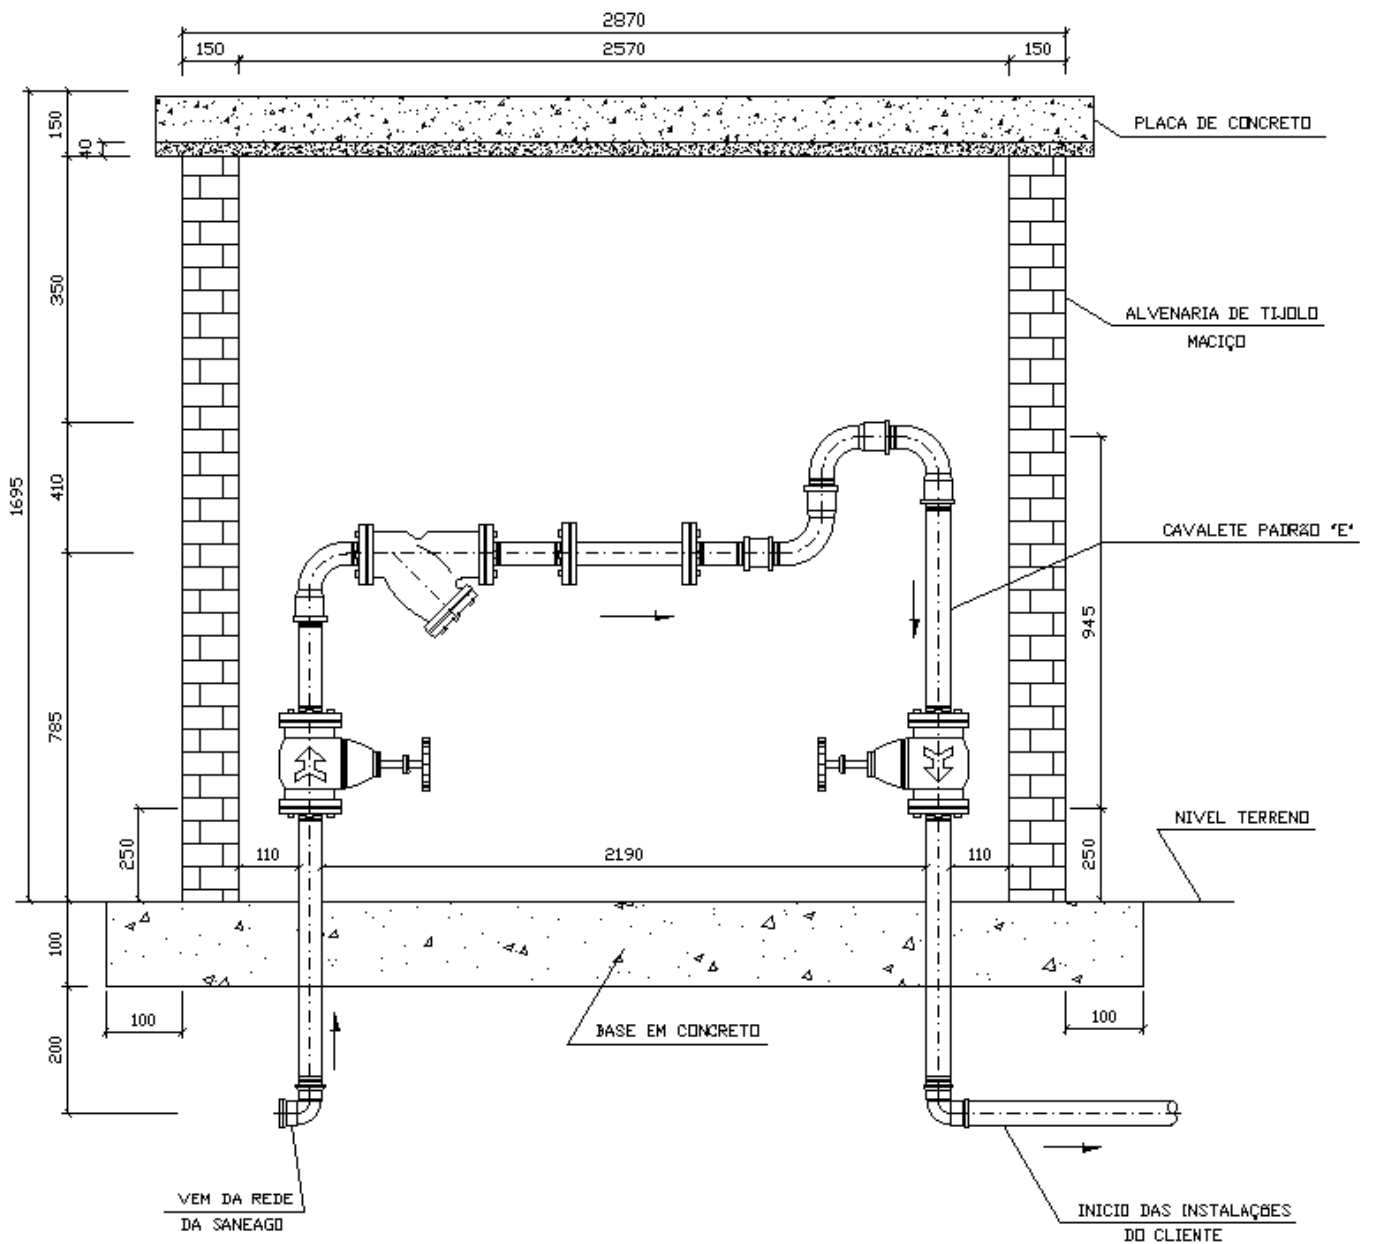 2870
150
2570
150
150
40
PLACA DE CONCRETO
350
ALVENARIA DE TIJOLO
MACIÇO
1695
410
CAVALETE PADRÃO "E"
945
785
NIVEL TERRENO
250
110
2190
110
250
100
100
BASE EM CONCRETO
100
200
VEM DA REDE
DA SANEAGO
INICIO DAS INSTALAÇÕES
DO CLIENTE